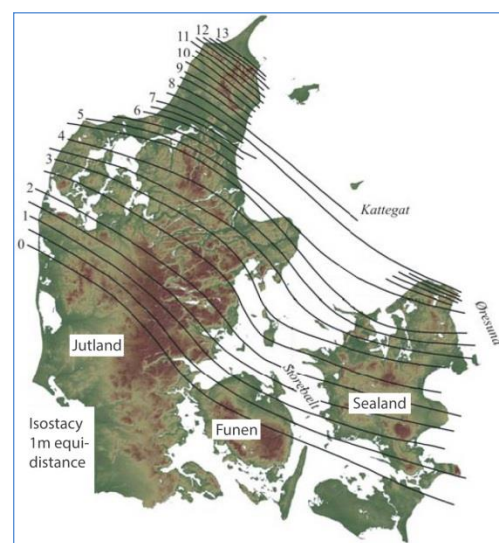 12
11
13
10
9
8
7
6
5
4
3
2
1
0
Kattegat
Øresund
Jutland
Storebælt
Sealand
Funen
Isostacy
1m equi-
distance